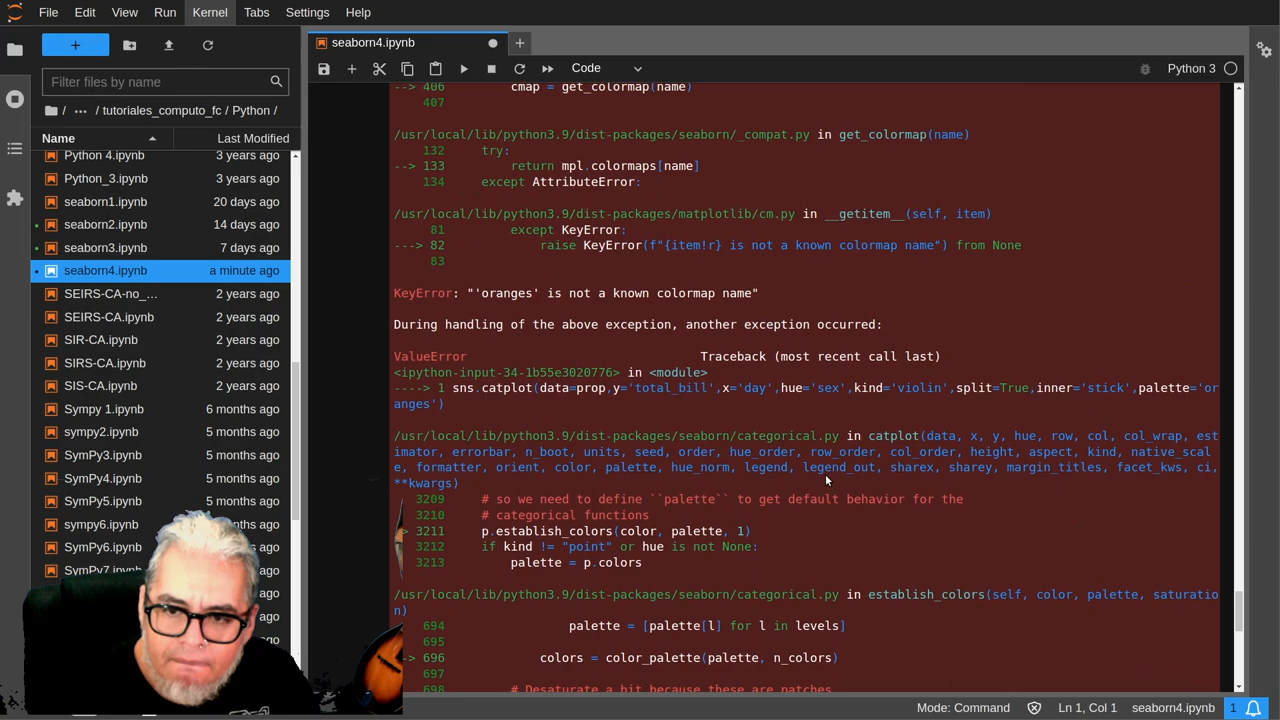 File Edit View Run Kernel Tabs Settings Help
seaborn4.ipynb
Filter files by name
Code
Python 3
/ ... / tutoriales_computo_fc / Python /
Name Last Modified
Python 4.ipynb 3 years ago
Python_3.ipynb 3 years ago
seaborn1.ipynb 20 days ago
seaborn2.ipynb 14 days ago
seaborn3.ipynb 7 days ago
seaborn4.ipynb a minute ago
SEIRS-CA-no_... 2 years ago
SEIRS-CA.ipynb 2 years ago
SIR-CA.ipynb 2 years ago
SIRS-CA.ipynb 2 years ago
SIS-CA.ipynb 2 years ago
Sympy 1.ipynb 6 months ago
sympy2.ipynb 5 months ago
SymPy3.ipynb 5 months ago
SymPy4.ipynb 5 months ago
SymPy5.ipynb 5 months ago
sympy6.ipynb 5 months ago
SymPy6.ipynb 5 months ago
SymPy7.ipynb 5 months ago
--> 406 cmap = get_colormap(name)
407
/usr/local/lib/python3.9/dist-packages/seaborn/_compat.py in get_colormap(name)
132 try:
--> 133 return mpl.colormaps[name]
134 except AttributeError:
/usr/local/lib/python3.9/dist-packages/matplotlib/cm.py in __getitem__(self, item)
81 except KeyError:
---> 82 raise KeyError(f"{item!r} is not a known colormap name") from None
83
KeyError: "'oranges' is not a known colormap name"
During handling of the above exception, another exception occurred:
ValueError Traceback (most recent call last)
<ipython-input-34-1b55e3020776> in <module>
----> 1 sns.catplot(data=prop,y='total_bill',x='day',hue='sex',kind='violin',split=True,inner='stick',palette='or
anges')
/usr/local/lib/python3.9/dist-packages/seaborn/categorical.py in catplot(data, x, y, hue, row, col, col_wrap, est
imator, errorbar, n_boot, units, seed, order, hue_order, row_order, col_order, height, aspect, kind, native_scal
e, formatter, orient, color, palette, hue_norm, legend, legend_out, sharex, sharey, margin_titles, facet_kws, ci,
**kwargs)
3209 # so we need to define ``palette`` to get default behavior for the
3210 # categorical functions
> 3211 p.establish_colors(color, palette, 1)
3212 if kind != "point" or hue is not None:
3213 palette = p.colors
/usr/local/lib/python3.9/dist-packages/seaborn/categorical.py in establish_colors(self, color, palette, saturatio
n)
694 palette = [palette[l] for l in levels]
695
> 696 colors = color_palette(palette, n_colors)
697
698 # Desaturate a bit because these are patches
Mode: Command Ln 1, Col 1 seaborn4.ipynb 1